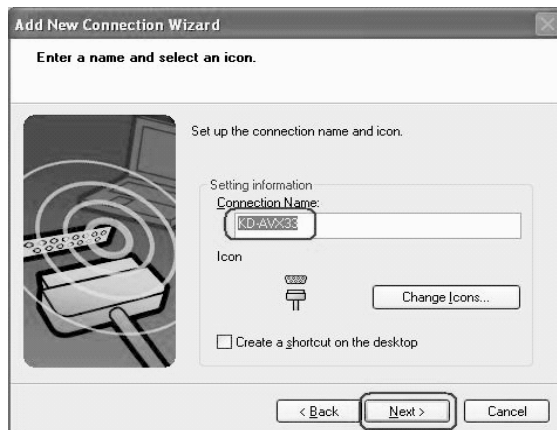 Add New Connection Wizard
Enter a name and select an icon.
Set up the connection name and icon.
Setting information
Connection Name:
KD-AVX33
Icon
Change Icons...
Create a shortcut on the desktop
< Back Next > Cancel